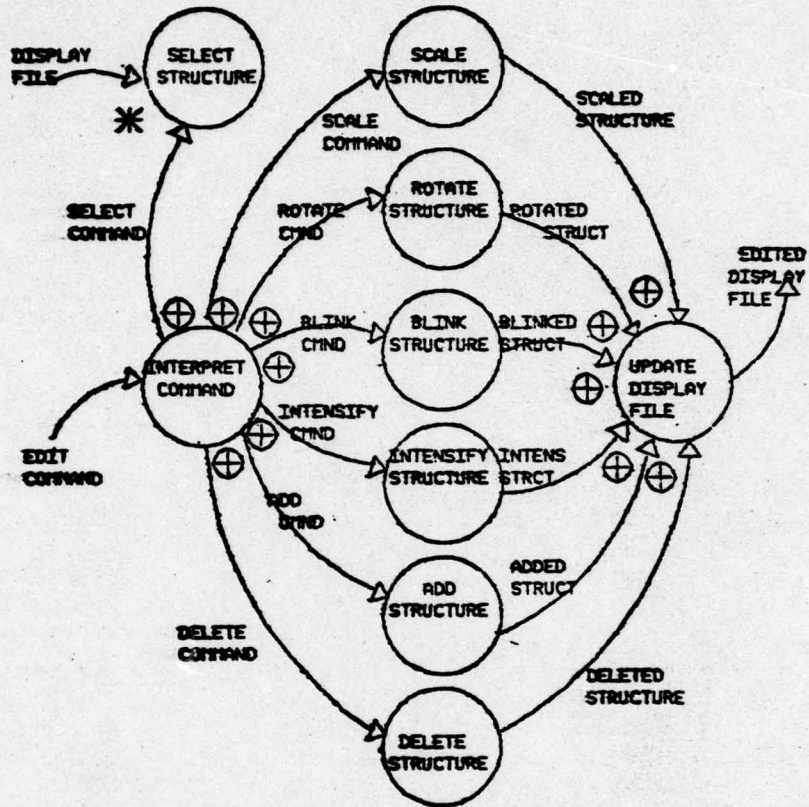 DISPLAY
FILE
SELECT
STRUCTURE
SCALE
STRUCTURE
SCALED
STRUCTURE
SCALE
COMMAND
SELECT
COMMAND
ROTATE
CMND
ROTATE
STRUCTURE
ROTATED
STRUCT
EDITED
DISPLAY
FILE
BLINK
CMND
BLINK
STRUCTURE
BLINKED
STRUCT
INTERPRET
COMMAND
UPDATE
DISPLAY
FILE
EDIT
COMMAND
INTENSIFY
CMND
INTENSIFY
STRUCTURE
INTENS
STRCT
ADD
CMND
ADD
STRUCTURE
ADDED
STRUCT
DELETE
COMMAND
DELETE
STRUCTURE
DELETED
STRUCTURE